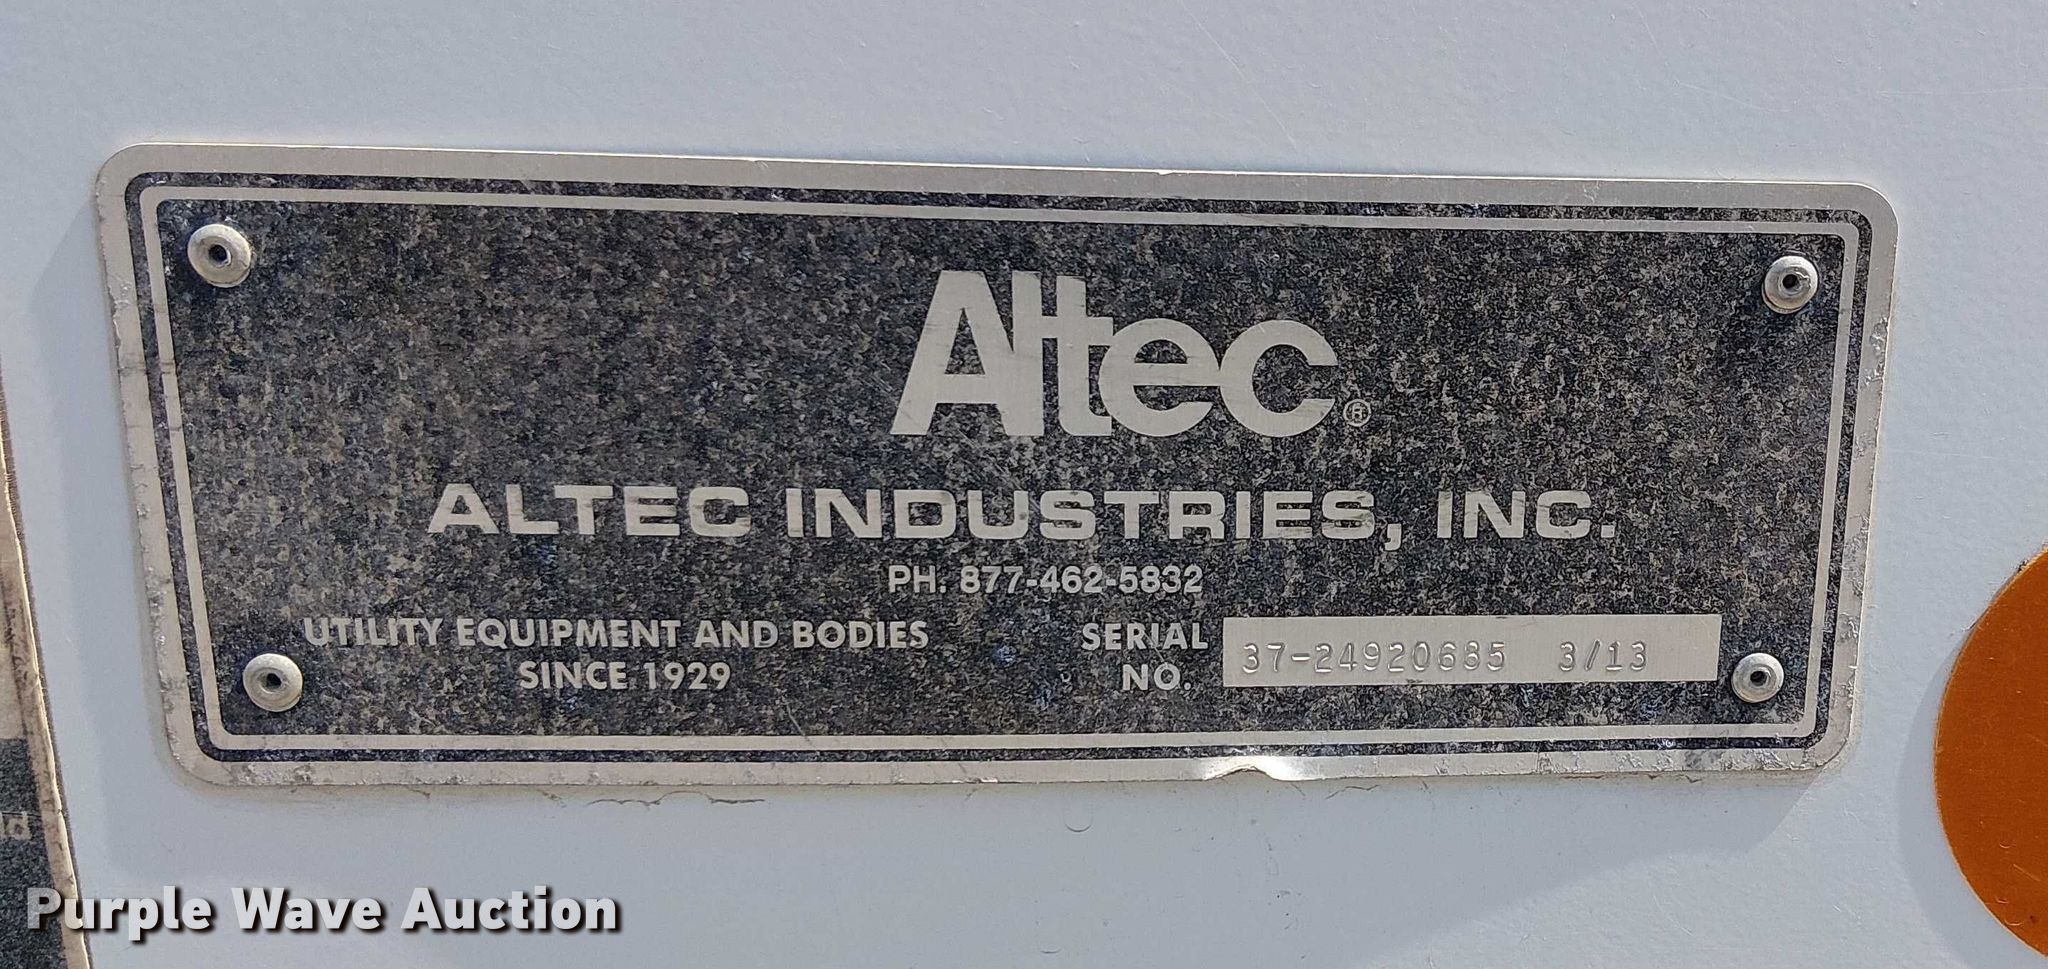 Altec®
ALTEC INDUSTRIES, INC.
PH. 877-462-5832
UTILITY EQUIPMENT AND BODIES
SINCE 1929
SERIAL
NO.
37-24920685 3/13
ld
Purple Wave Auction